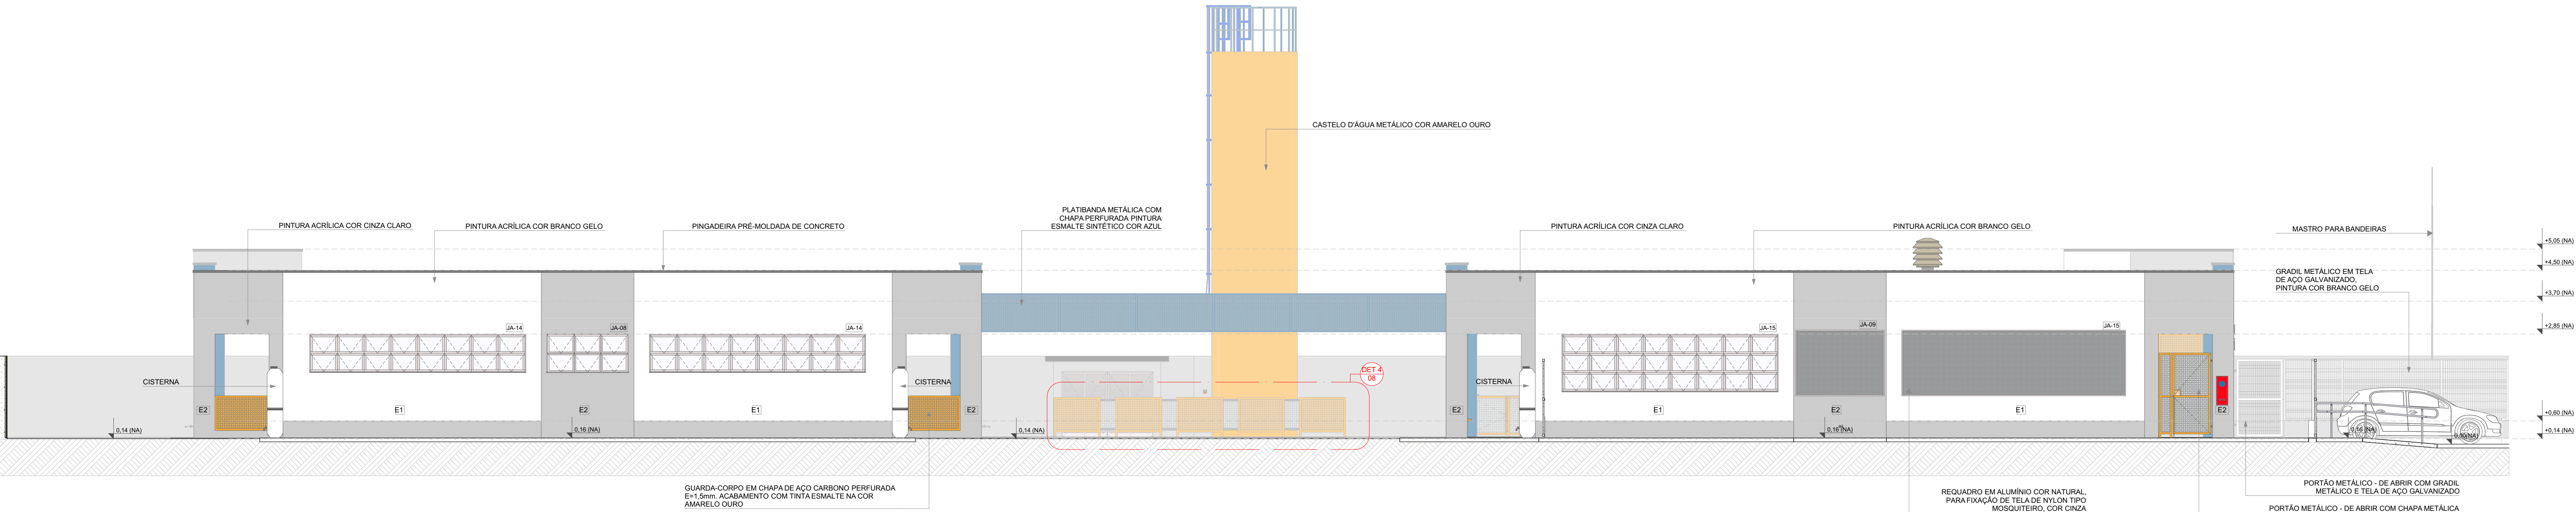 CASTELO D'ÁGUA METÁLICO COR AMARELO OURO
PINTURA ACRÍLICA COR CINZA CLARO
PINTURA ACRÍLICA COR BRANCO GELO
PINGADEIRA PRÉ-MOLDADA DE CONCRETO
PLATIBANDA METÁLICA COM
CHAPA PERFURADA PINTURA
ESMALTE SINTÉTICO COR AZUL
PINTURA ACRÍLICA COR CINZA CLARO
PINTURA ACRÍLICA COR BRANCO GELO
MASTRO PARA BANDEIRAS
+5,05 (NA)
+4,50 (NA)
GRADIL METÁLICO EM TELA
DE AÇO GALVANIZADO,
PINTURA COR BRANCO GELO
+3,70 (NA)
+2,85 (NA)
JA-14
JA-08
JA-14
JA-15
JA-09
JA-15
DET 4
08
CISTERNA
CISTERNA
CISTERNA
E2
E1
E2
E1
E2
E2
E1
E2
E1
E2
+0,60 (NA)
+0,14 (NA)
0,14 (NA)
0,16 (NA)
0,14 (NA)
0,16 (NA)
0,16 (NA)
GUARDA-CORPO EM CHAPA DE AÇO CARBONO PERFURADA
E=1,5mm. ACABAMENTO COM TINTA ESMALTE NA COR
AMARELO OURO
REQUADRO EM ALUMÍNIO COR NATURAL,
PARA FIXAÇÃO DE TELA DE NYLON TIPO
MOSQUITEIRO, COR CINZA
PORTÃO METÁLICO - DE ABRIR COM GRADIL
METÁLICO E TELA DE AÇO GALVANIZADO
PORTÃO METÁLICO - DE ABRIR COM CHAPA METÁLICA